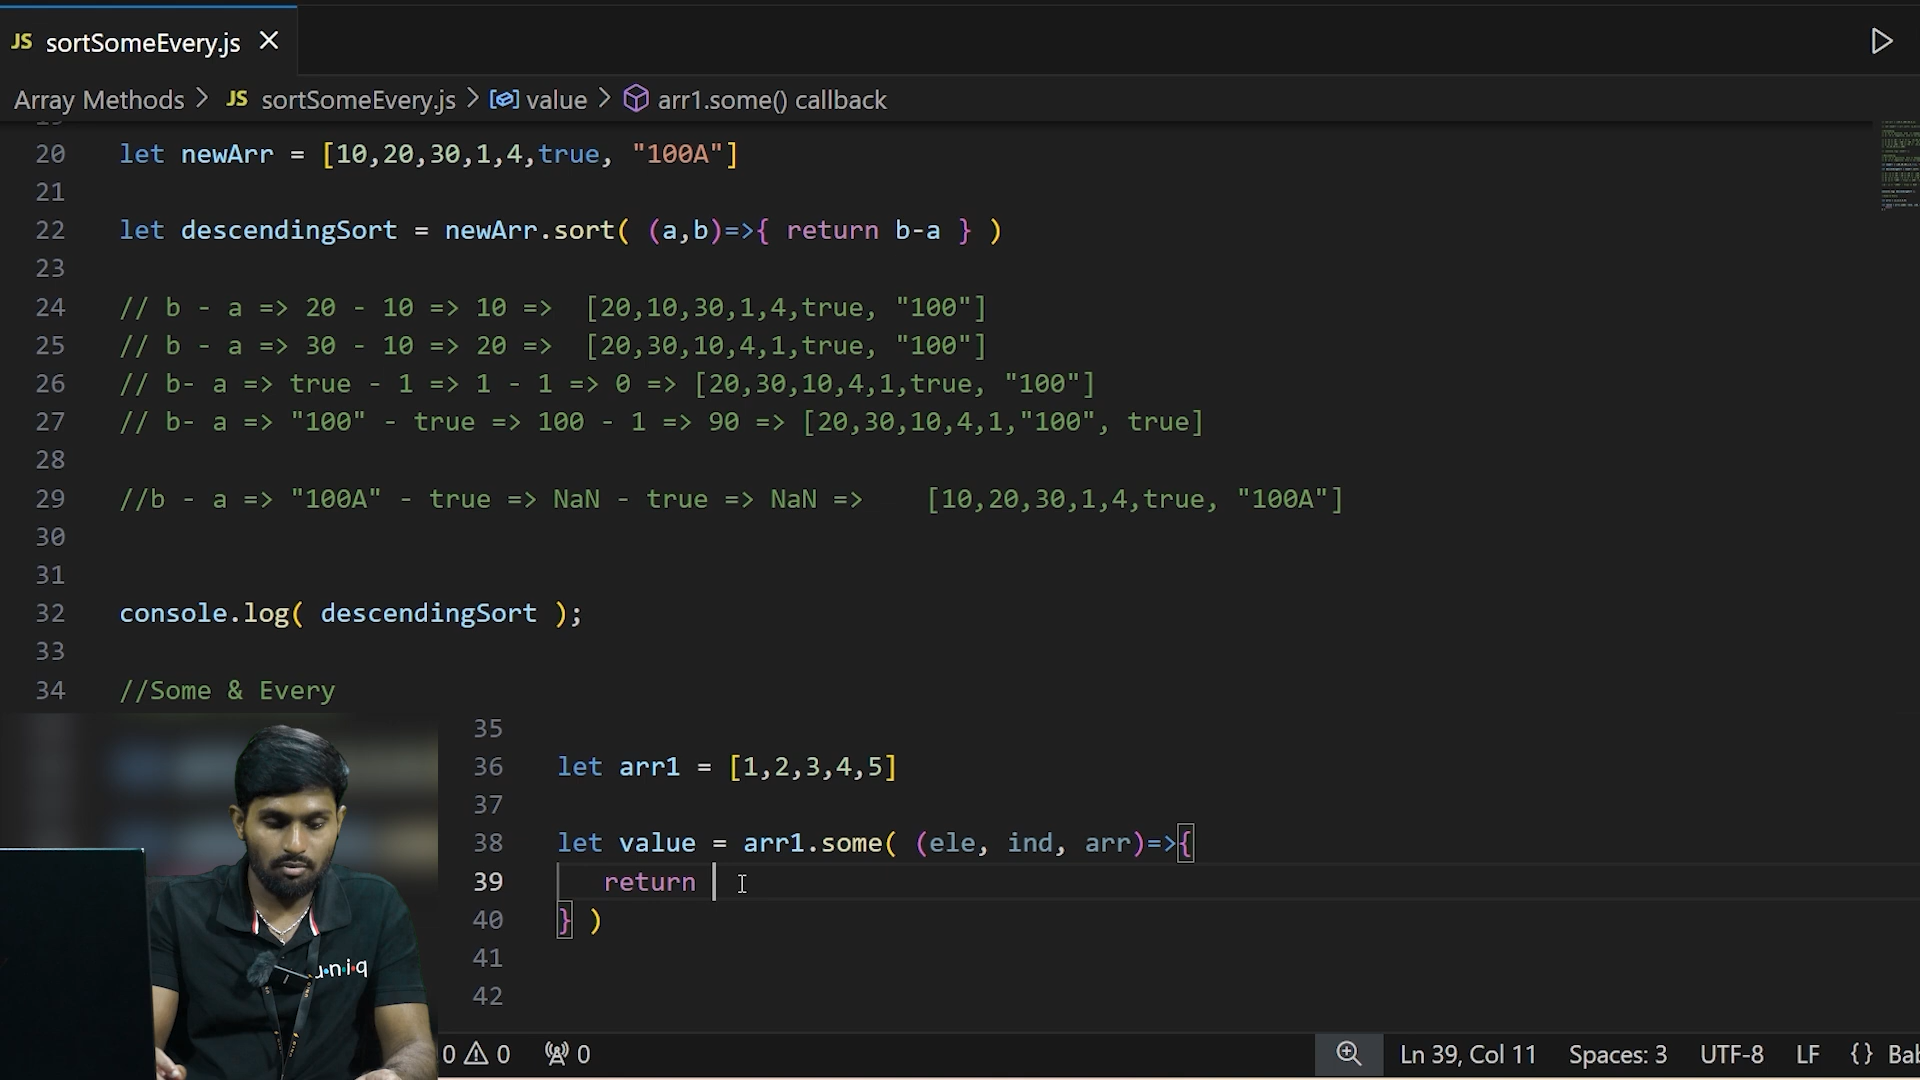 JS sortSomeEvery.js
Array Methods > JS sortSomeEvery.js > value > arr1.some() callback
20 let newArr = [10,20,30,1,4,true, "100A"]
21
22 let descendingSort = newArr.sort( (a,b)=>{ return b-a } )
23
24 // b - a => 20 - 10 => 10 =>  [20,10,30,1,4,true, "100"]
25 // b - a => 30 - 10 => 20 =>  [20,30,10,4,1,true, "100"]
26 // b- a => true - 1 => 1 - 1 => 0 => [20,30,10,4,1,true, "100"]
27 // b- a => "100" - true => 100 - 1 => 90 => [20,30,10,4,1,"100", true]
28
29 //b - a => "100A" - true => NaN - true => NaN =>    [10,20,30,1,4,true, "100A"]
30
31
32 console.log( descendingSort );
33
34 //Some & Every
35
36 let arr1 = [1,2,3,4,5]
37
38 let value = arr1.some( (ele, ind, arr)=>{
39 return
40 } )
41
42
u·n·i·q
0 0 0 Ln 39, Col 11 Spaces: 3 UTF-8 LF {} Bab